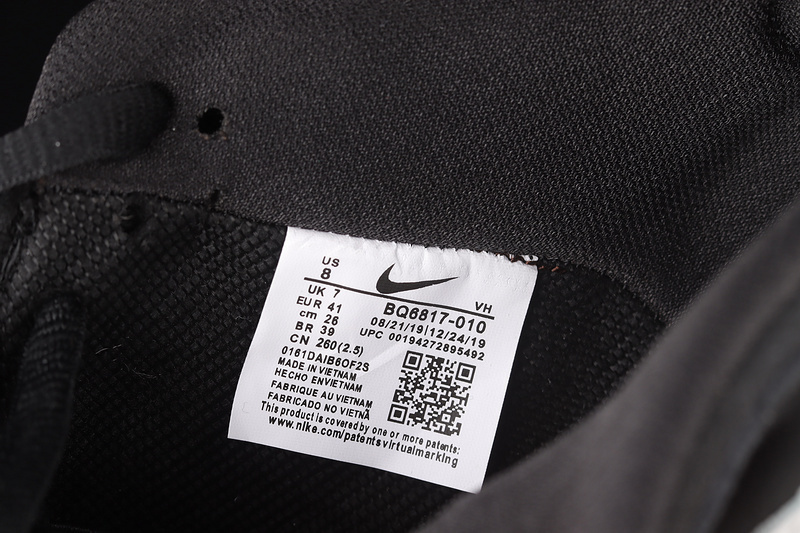 US
8
UK 7
EUR 41
cm 26
BR 39
CN 260(2.5)
VH
BQ6817-010
08/21/19|12/24/19
UPC 00194272895492
0161DAIB6OF2S
MADE IN VIETNAM
HECHO ENVIETNAM
FABRIQUE AU VIETNAM
FABRICADO NO VIETNÃ
This product is covered by one or more patents:
www.nike.com/patentsvirtualmarking